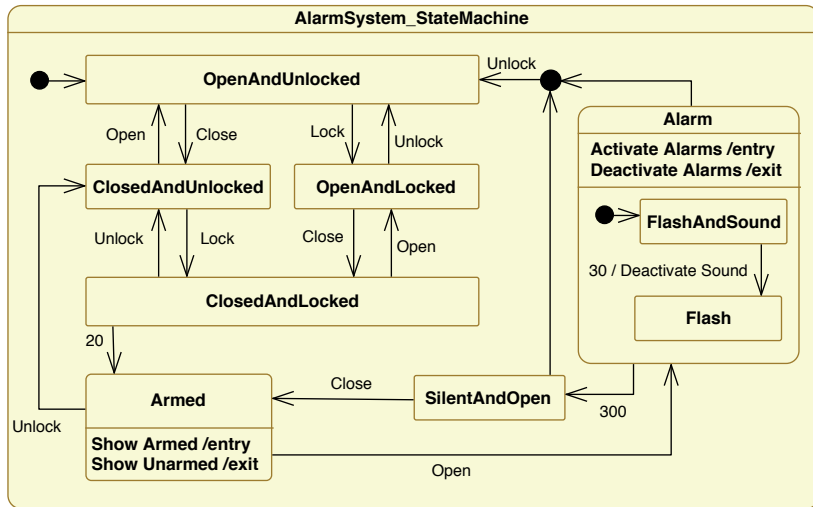 AlarmSystem_StateMachine
OpenAndUnlocked
Unlock
Open
Close
Lock
Unlock
Alarm
Activate Alarms /entry
Deactivate Alarms /exit
ClosedAndUnlocked
OpenAndLocked
FlashAndSound
Unlock
Lock
Close
Open
30 / Deactivate Sound
ClosedAndLocked
Flash
20
Armed
Close
SilentAndOpen
300
Unlock
Show Armed /entry
Show Unarmed /exit
Open